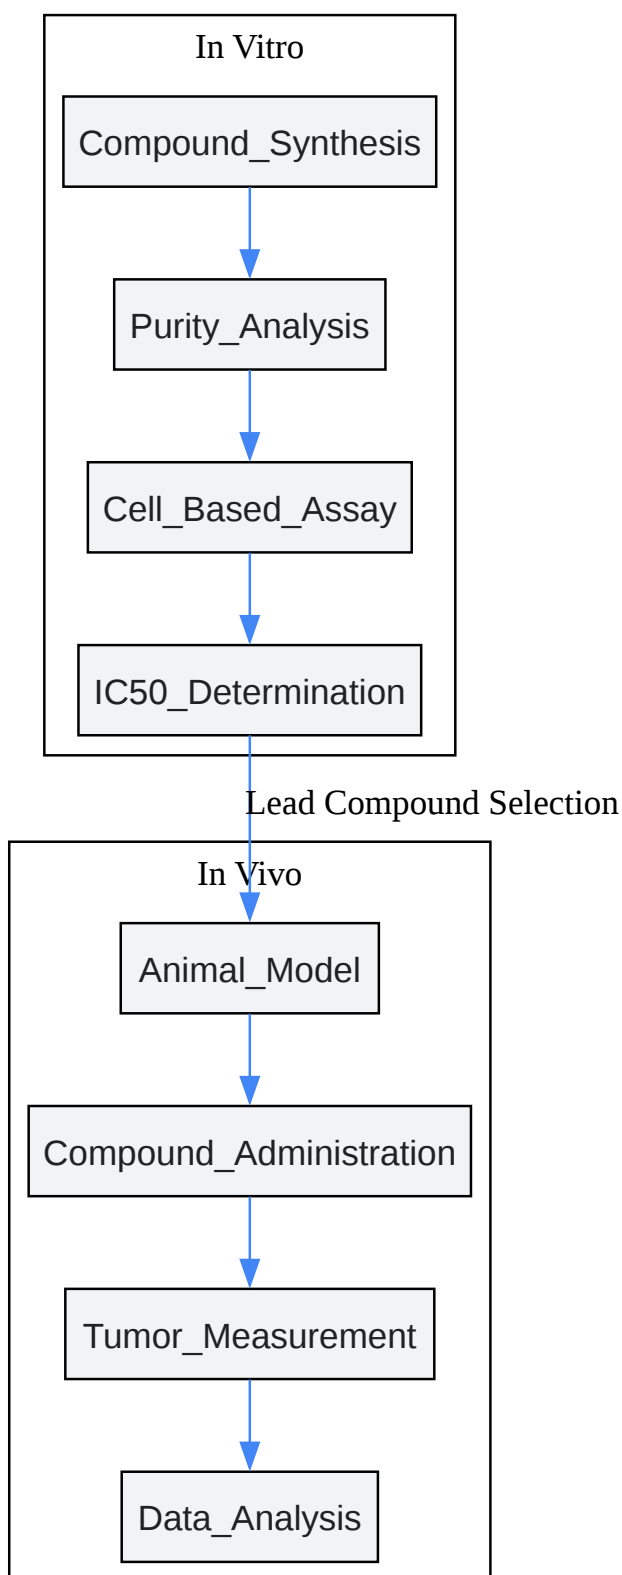 In Vitro
Compound_Synthesis
Purity_Analysis
Cell_Based_Assay
IC50_Determination
Lead Compound Selection
In Vivo
Animal_Model
Compound_Administration
Tumor_Measurement
Data_Analysis